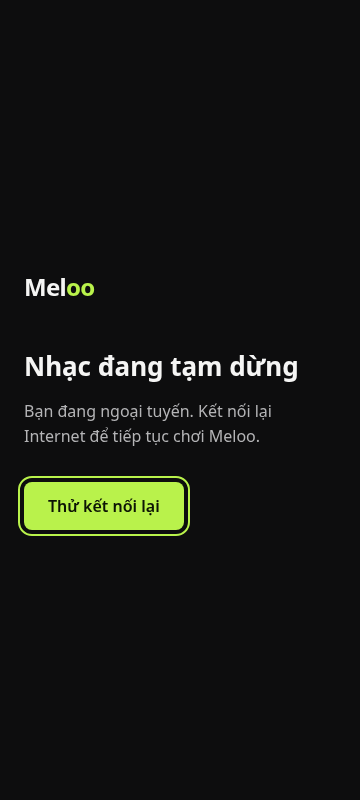 Meloo
Nhạc đang tạm dừng
Bạn đang ngoại tuyến. Kết nối lại
Internet để tiếp tục chơi Meloo.
Thử kết nối lại